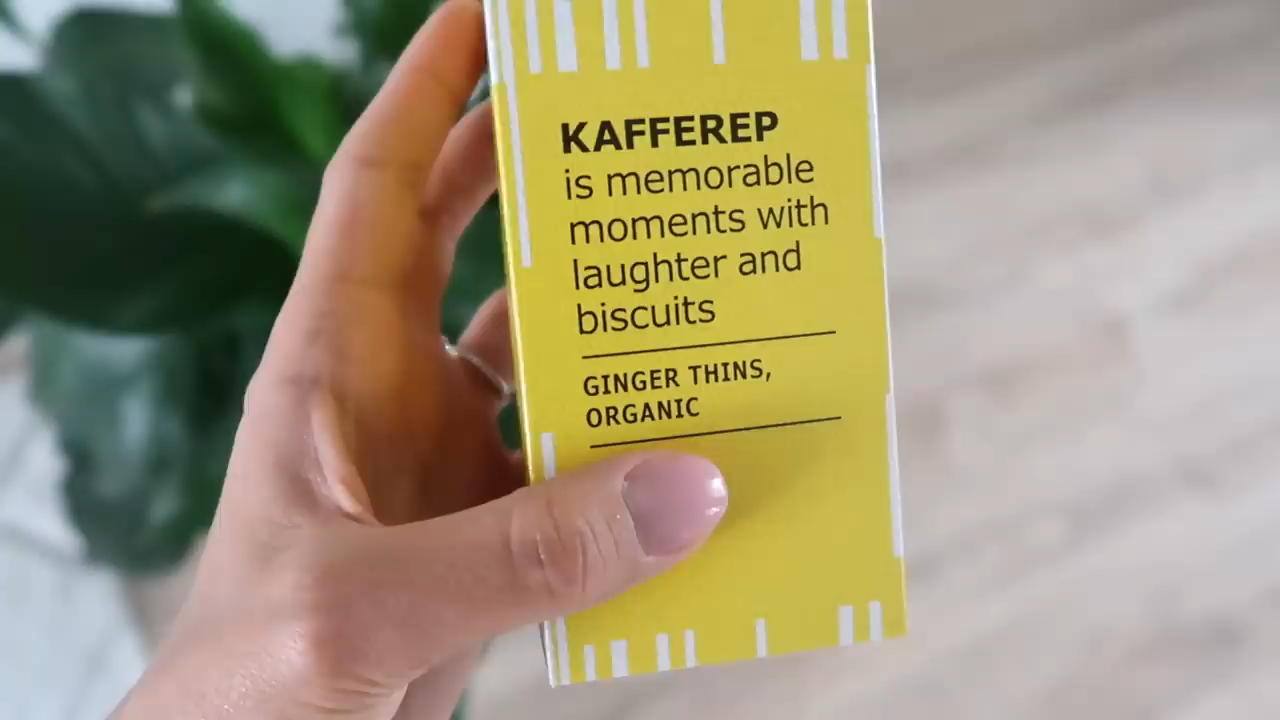 KAFFEREP
is memorable
moments with
laughter and
biscuits
GINGER THINS,
ORGANIC